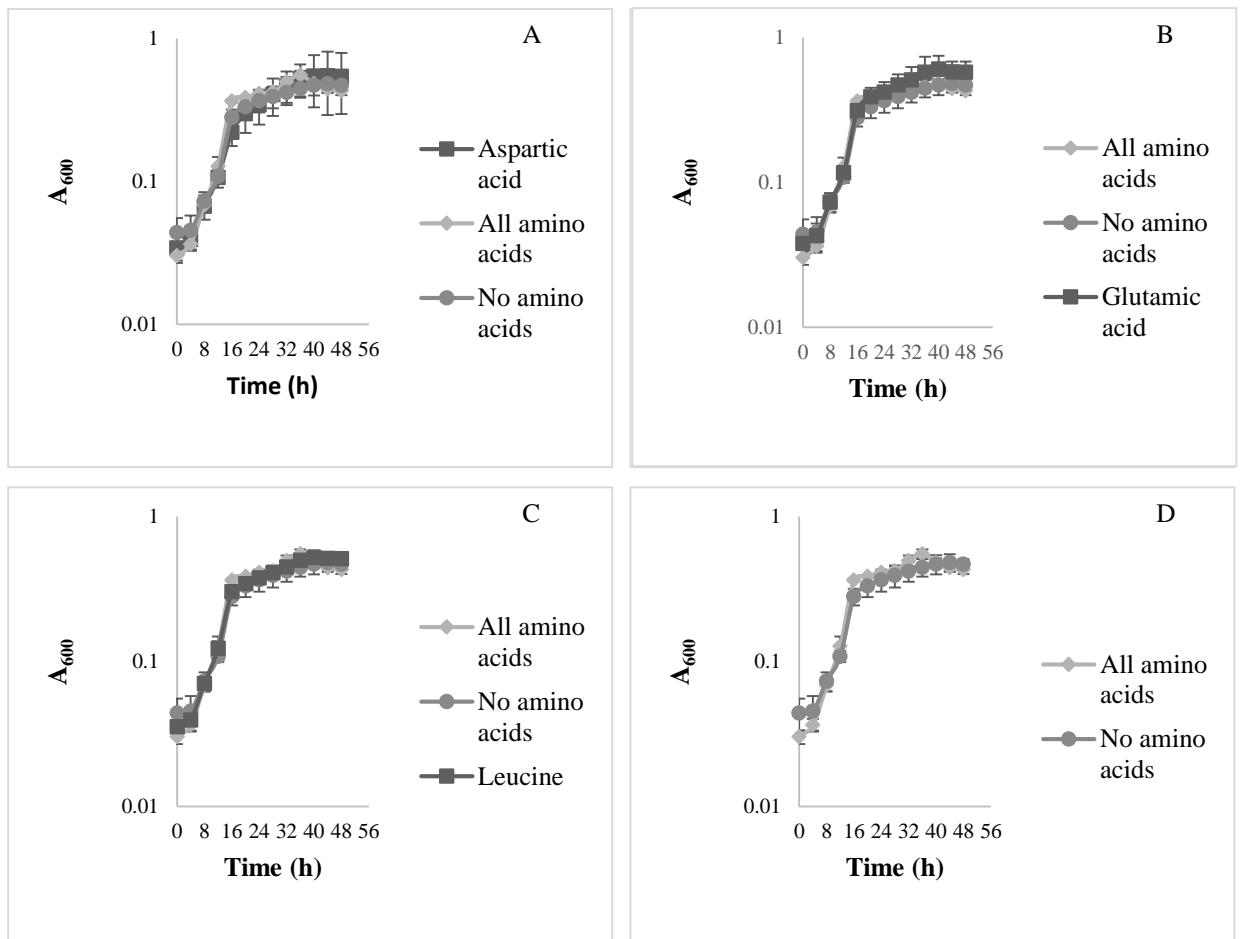 A
1
0.1
0.01
A600
0 8 16 24 32 40 48 56
Time (h)
Aspartic
acid
All amino
acids
No amino
acids
B
1
0.1
0.01
A600
0 8 16 24 32 40 48 56
Time (h)
All amino
acids
No amino
acids
Glutamic
acid
C
1
0.1
0.01
A600
0 8 16 24 32 40 48 56
Time (h)
All amino
acids
No amino
acids
Leucine
D
1
0.1
0.01
A600
0 8 16 24 32 40 48 56
Time (h)
All amino
acids
No amino
acids